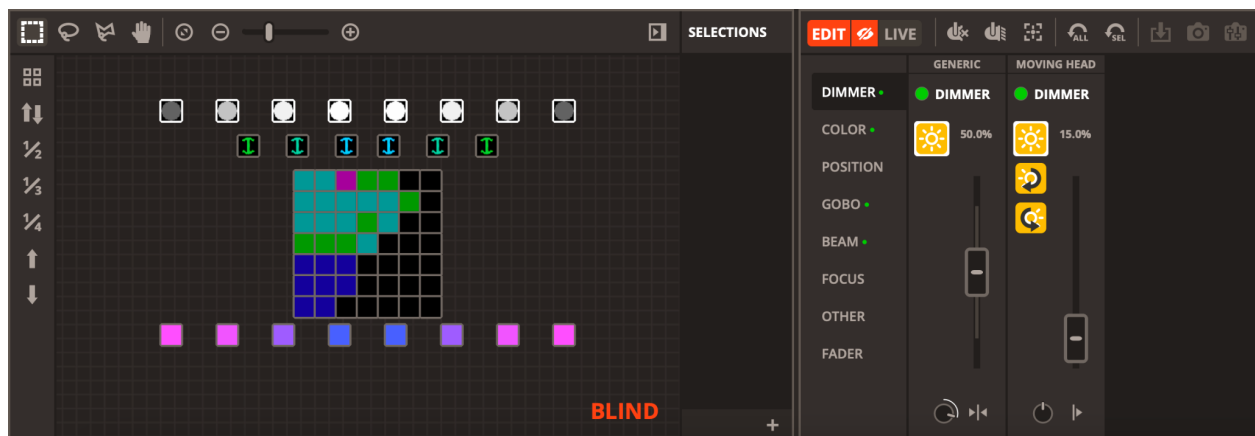 SELECTIONS
EDIT
LIVE
ALL
SEL
GENERIC
MOVING HEAD
DIMMER
DIMMER
DIMMER
COLOR
50.0%
15.0%
1/2
POSITION
1/3
GOBO
1/4
BEAM
FOCUS
OTHER
FADER
BLIND
+